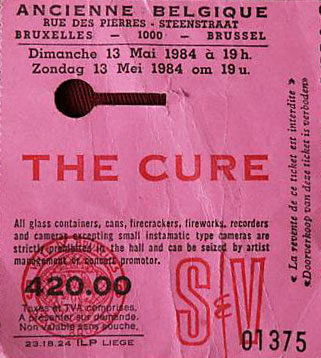 ANCIENNE BELGIQUE
RUE DES PIERRES - STEENSTRAAT
BRUXELLES - 1000 - BRUSSEL
Dimanche 13 Mai 1984 à 19 h.
Zondag 13 Mei 1984 om 19 u.
THE CURE
All glass containers, cans, firecrackers, fireworks, recorders
and cameras excepting small instamatic type cameras are
strictly prohibited in the hall and can be seized by artist
management or concert promotor.
420.00
Taxes et TVA comprises.
A présenter sur demande.
Non valable sans souche.
23.18.24 ILP LIEGE
S & V
01375
« La revente de ce ticket est interdite »
«Doorverkoop van deze ticket is verboden»